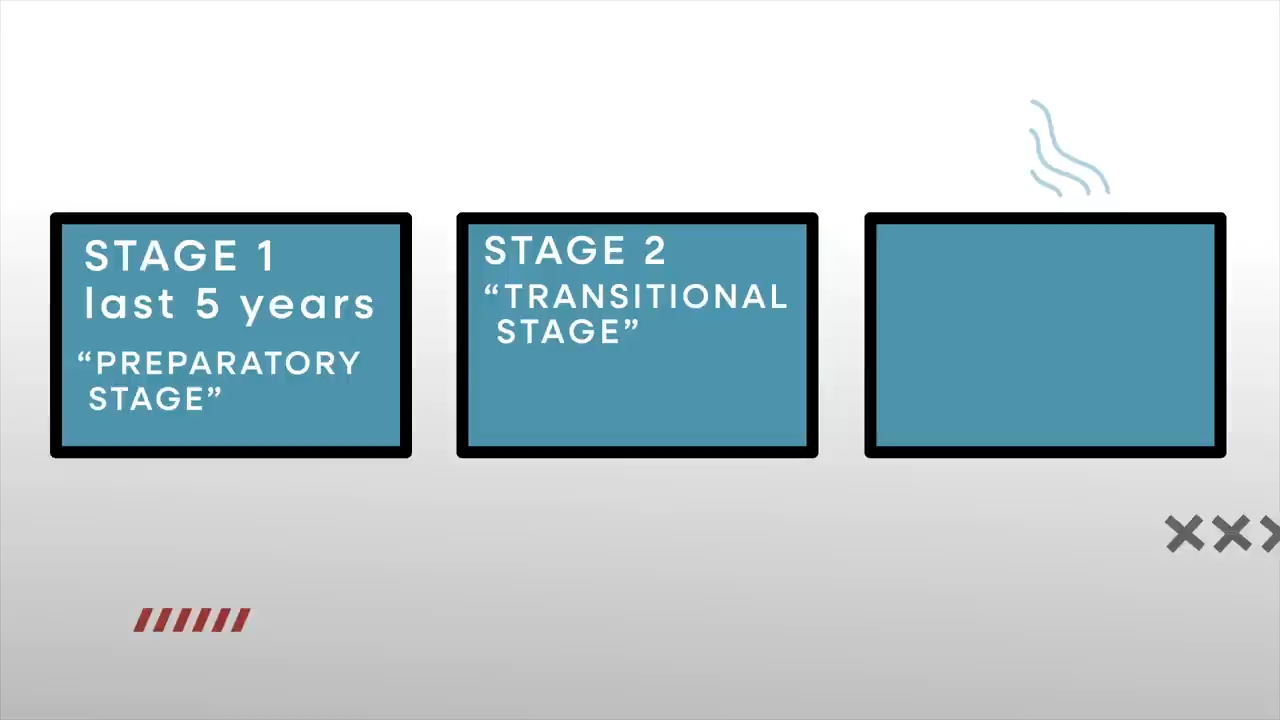 STAGE 1
last 5 years
“PREPARATORY
STAGE”
STAGE 2
“TRANSITIONAL
STAGE”